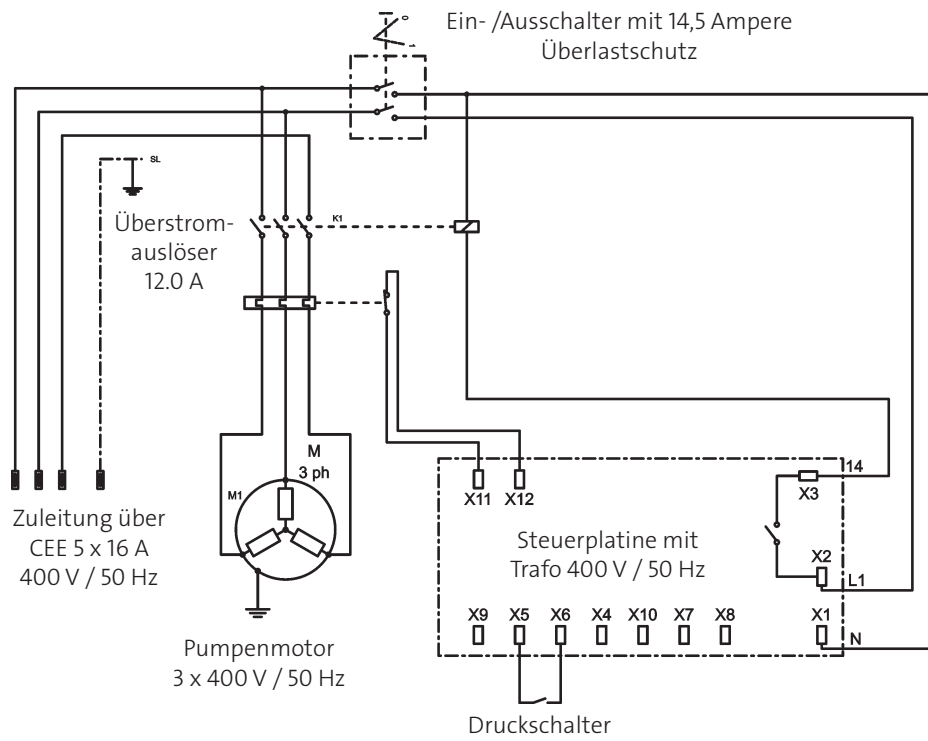 Ein- /Ausschalter mit 14,5 Ampere
Überlastschutz
SL
Überstrom-
auslöser
12.0 A
K1
M
3 ph
M1
14
X11 X12 X3
Zuleitung über
CEE 5 x 16 A
400 V / 50 Hz
Steuerplatine mit
Trafo 400 V / 50 Hz
X2
L1
X9 X5 X6 X4 X10 X7 X8 X1
N
Pumpenmotor
3 x 400 V / 50 Hz
Druckschalter